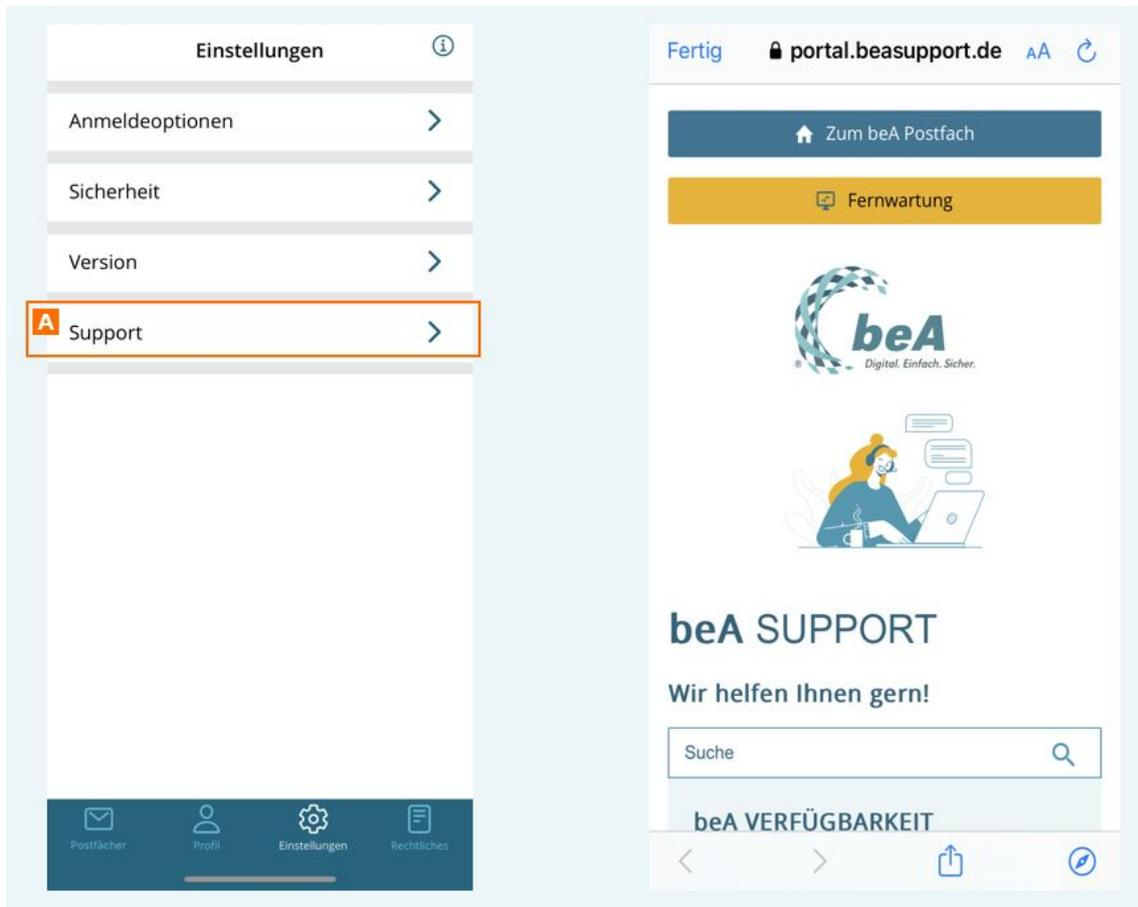 Einstellungen
Anmeldeoptionen
Sicherheit
Version
A
Support
Postfächer
Profil
Einstellungen
Rechtliches
Fertig
portal.beasupport.de
AA
Zum beA Postfach
Fernwartung
beA
Digital. Einfach. Sicher.
®
beA SUPPORT
Wir helfen Ihnen gern!
Suche
beA VERFÜGBARKEIT